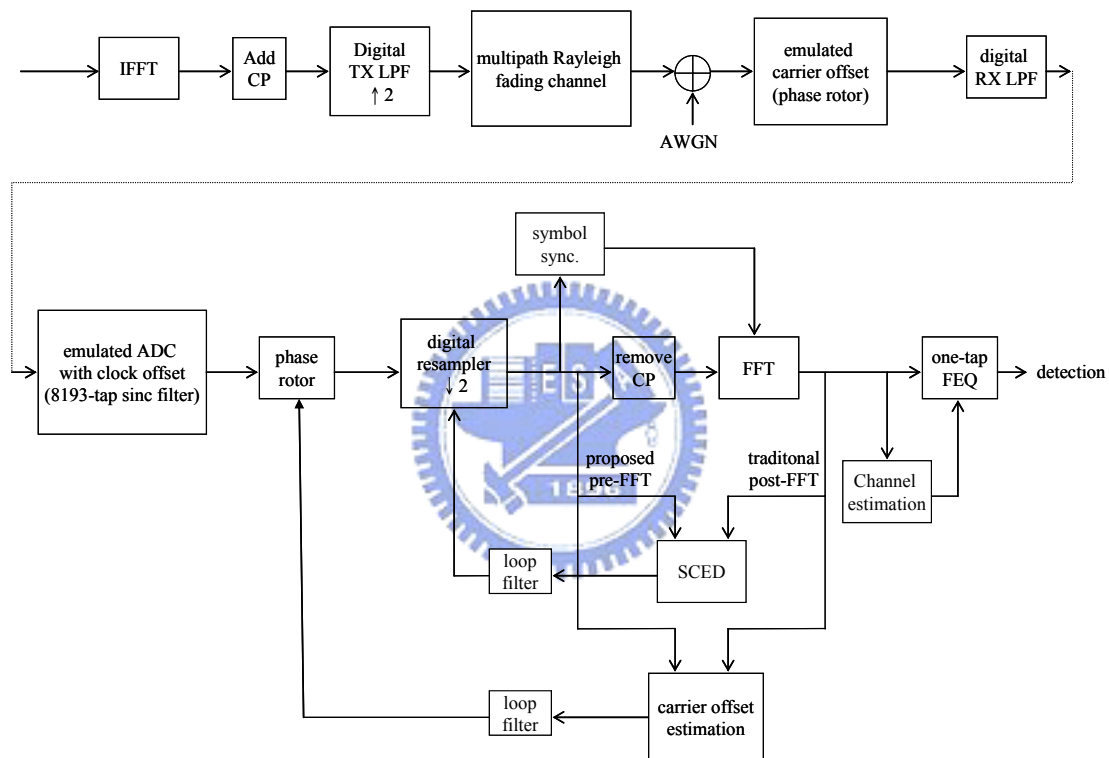 IFFT
Add
CP
Digital
TX LPF
↑ 2
multipath Rayleigh
fading channel
AWGN
emulated
carrier offset
(phase rotor)
digital
RX LPF
symbol
sync.
emulated ADC
with clock offset
(8193-tap sinc filter)
phase
rotor
digital
resampler
↓ 2
remove
CP
FFT
one-tap
FEQ
detection
proposed
pre-FFT
traditonal
post-FFT
Channel
estimation
E S A
1896
loop
filter
SCED
loop
filter
carrier offset
estimation